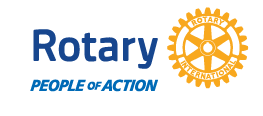 Rotary
PEOPLE OF ACTION
ROTARY
INTERNATIONAL